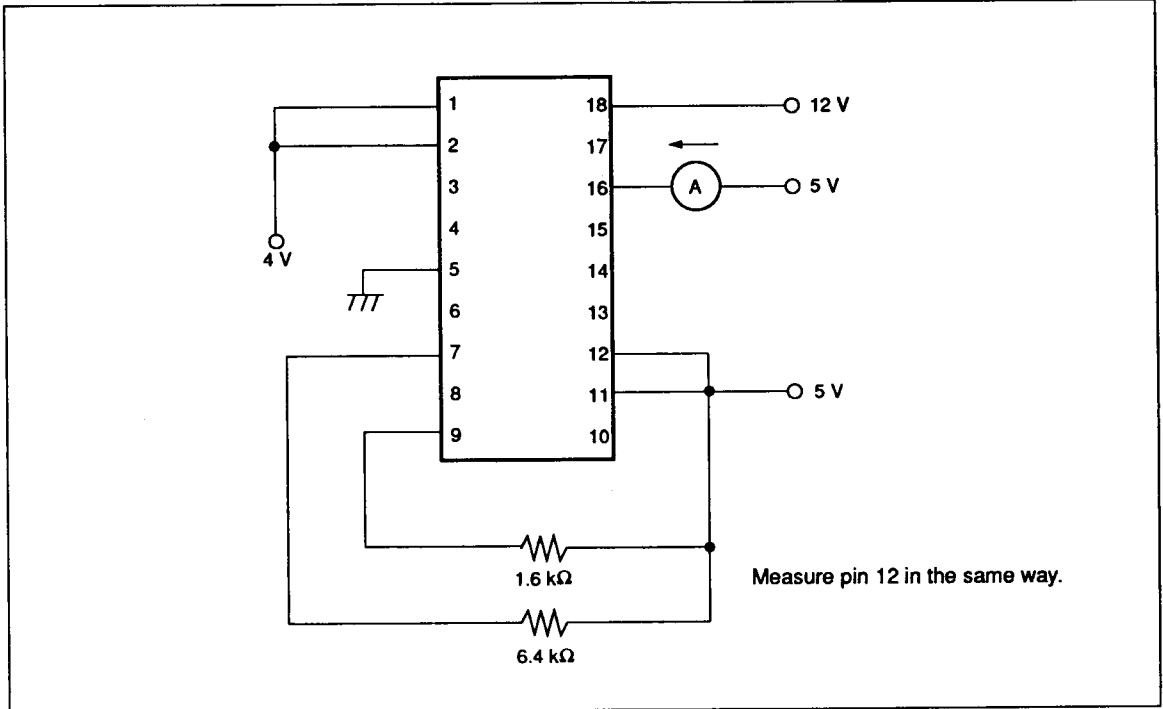 1 18 12 V
2 17
3 16 A 5 V
4 15
4 V
5 14
6 13
7 12
8 11 5 V
9 10
1.6 kΩ
Measure pin 12 in the same way.
6.4 kΩ